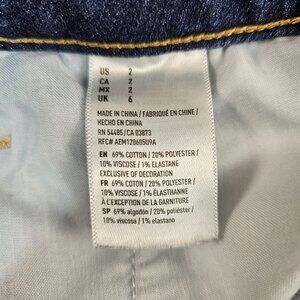 US 2
CA 2
MX 2
UK 6
MADE IN CHINA / FABRIQUÉ EN CHINE /
HECHO EN CHINA
RN 54485 / CA 03873
RFC# AEM120605U9A
EN 69% COTTON / 20% POLYESTER /
10% VISCOSE / 1% ELASTANE
EXCLUSIVE OF DECORATION
FR 69% COTON / 20% POLYESTER /
10% VISCOSE / 1% ÉLASTHANNE
À L'EXCEPTION DE LA GARNITURE
SP 69% algodón / 20% poliéster /
10% viscosa / 1% elastano